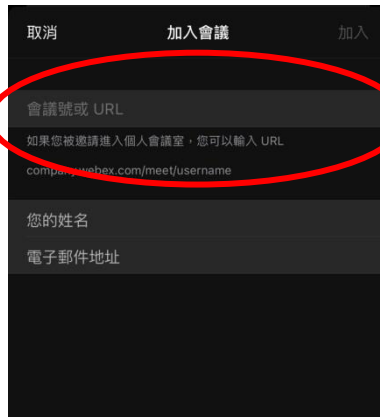 取消 加入會議 加入
會議號或 URL
如果您被邀請進入個人會議室，您可以輸入 URL
company.webex.com/meet/username
您的姓名
電子郵件地址